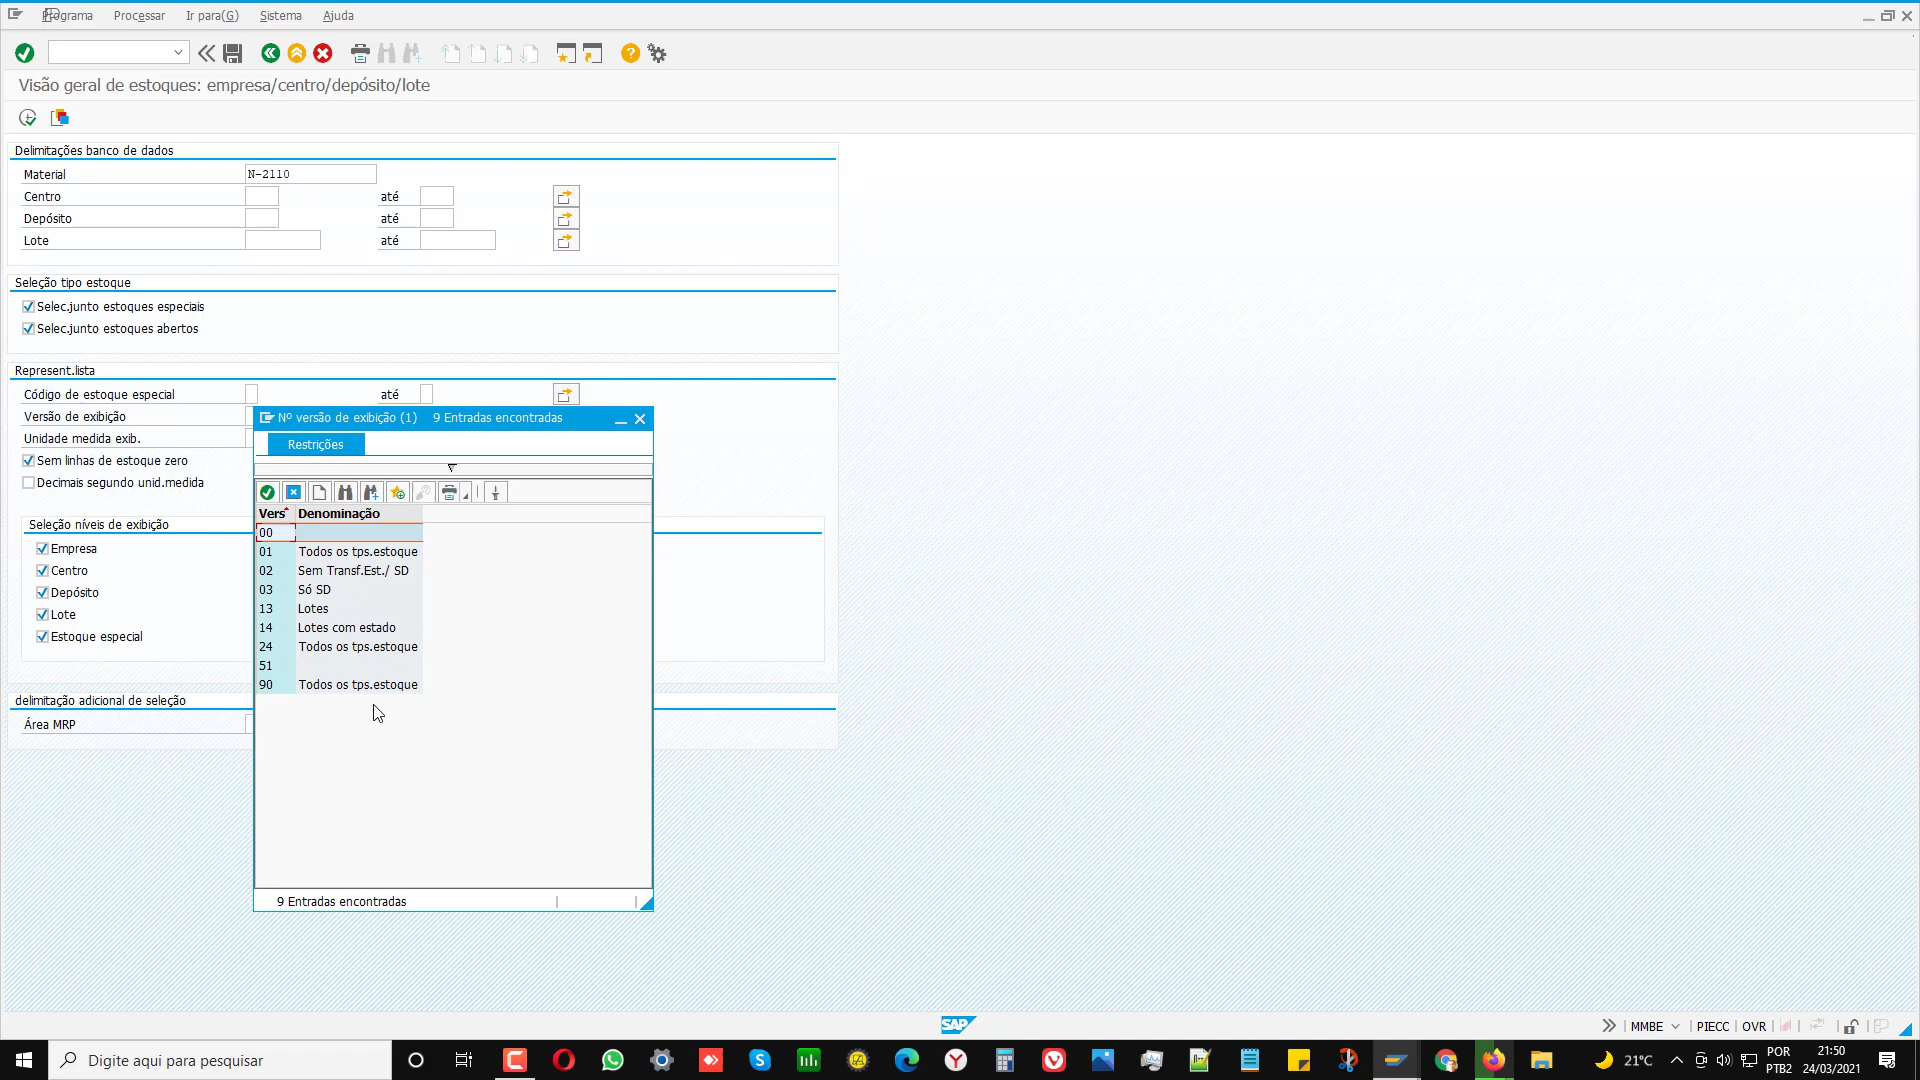 Programa Processar Ir para(G) Sistema Ajuda
Visão geral de estoques: empresa/centro/depósito/lote
Delimitações banco de dados
Material N-2110
Centro até
Depósito até
Lote até
Seleção tipo estoque
Selec.junto estoques especiais
Selec.junto estoques abertos
Represent.lista
Código de estoque especial até
Versão de exibição
Unidade medida exib.
Sem linhas de estoque zero
Decimais segundo unid.medida
Seleção níveis de exibição
Empresa
Centro
Depósito
Lote
Estoque especial
delimitação adicional de seleção
Área MRP
Nº versão de exibição (1) 9 Entradas encontradas
Restrições
Vers Denominação
00
01 Todos os tps.estoque
02 Sem Transf.Est./ SD
03 Só SD
13 Lotes
14 Lotes com estado
24 Todos os tps.estoque
51
90 Todos os tps.estoque
9 Entradas encontradas
SAP
MMBE PIECC OVR
Digite aqui para pesquisar
21°C
POR
PTB2
21:50
24/03/2021